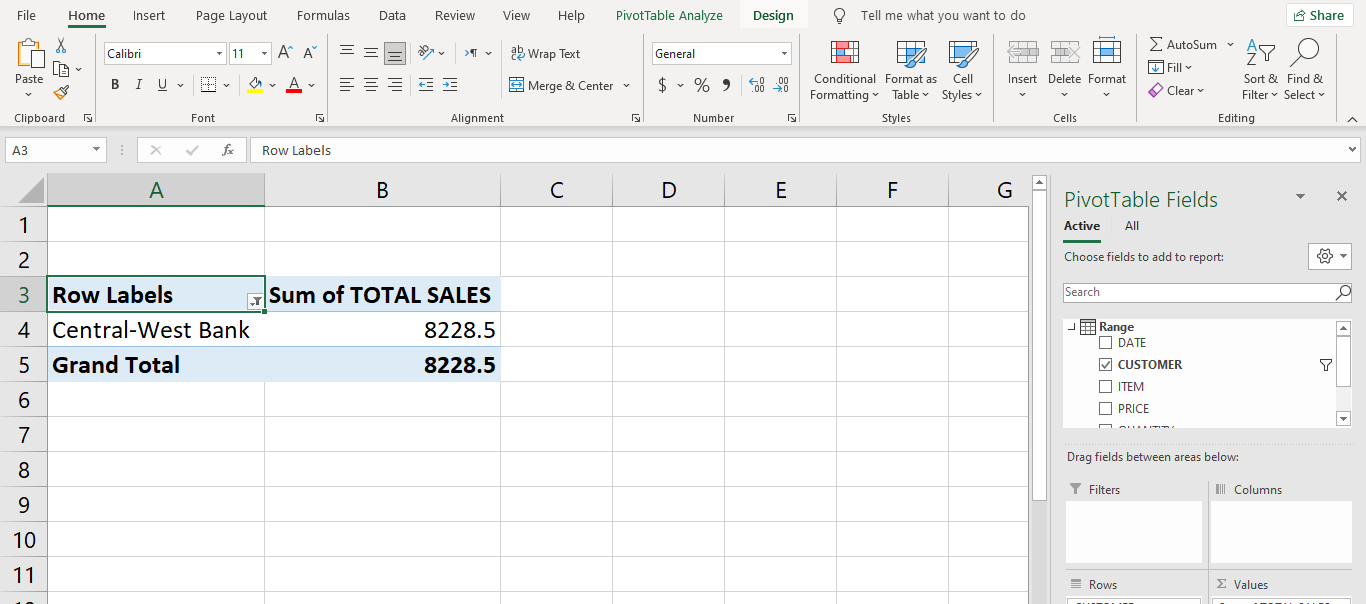 File Home Insert Page Layout Formulas Data Review View Help PivotTable Analyze Design Tell me what you want to do Share
Calibri 11 A A ab Wrap Text General AutoSum A
Paste B I U A Merge & Center $ % Conditional Formatting Format as Table Cell Styles Insert Delete Format Fill Z Sort & Filter Find & Select
Clear
Clipboard Font Alignment Number Styles Cells Editing
A3 fx Row Labels
A B C D E F G
1
2
3 Row Labels Sum of TOTAL SALES
4 Central-West Bank 8228.5
5 Grand Total 8228.5
6
7
8
9
10
11
PivotTable Fields
Active All
Choose fields to add to report:
Search
Range
DATE
CUSTOMER
ITEM
PRICE
Drag fields between areas below:
Filters Columns
Rows Values